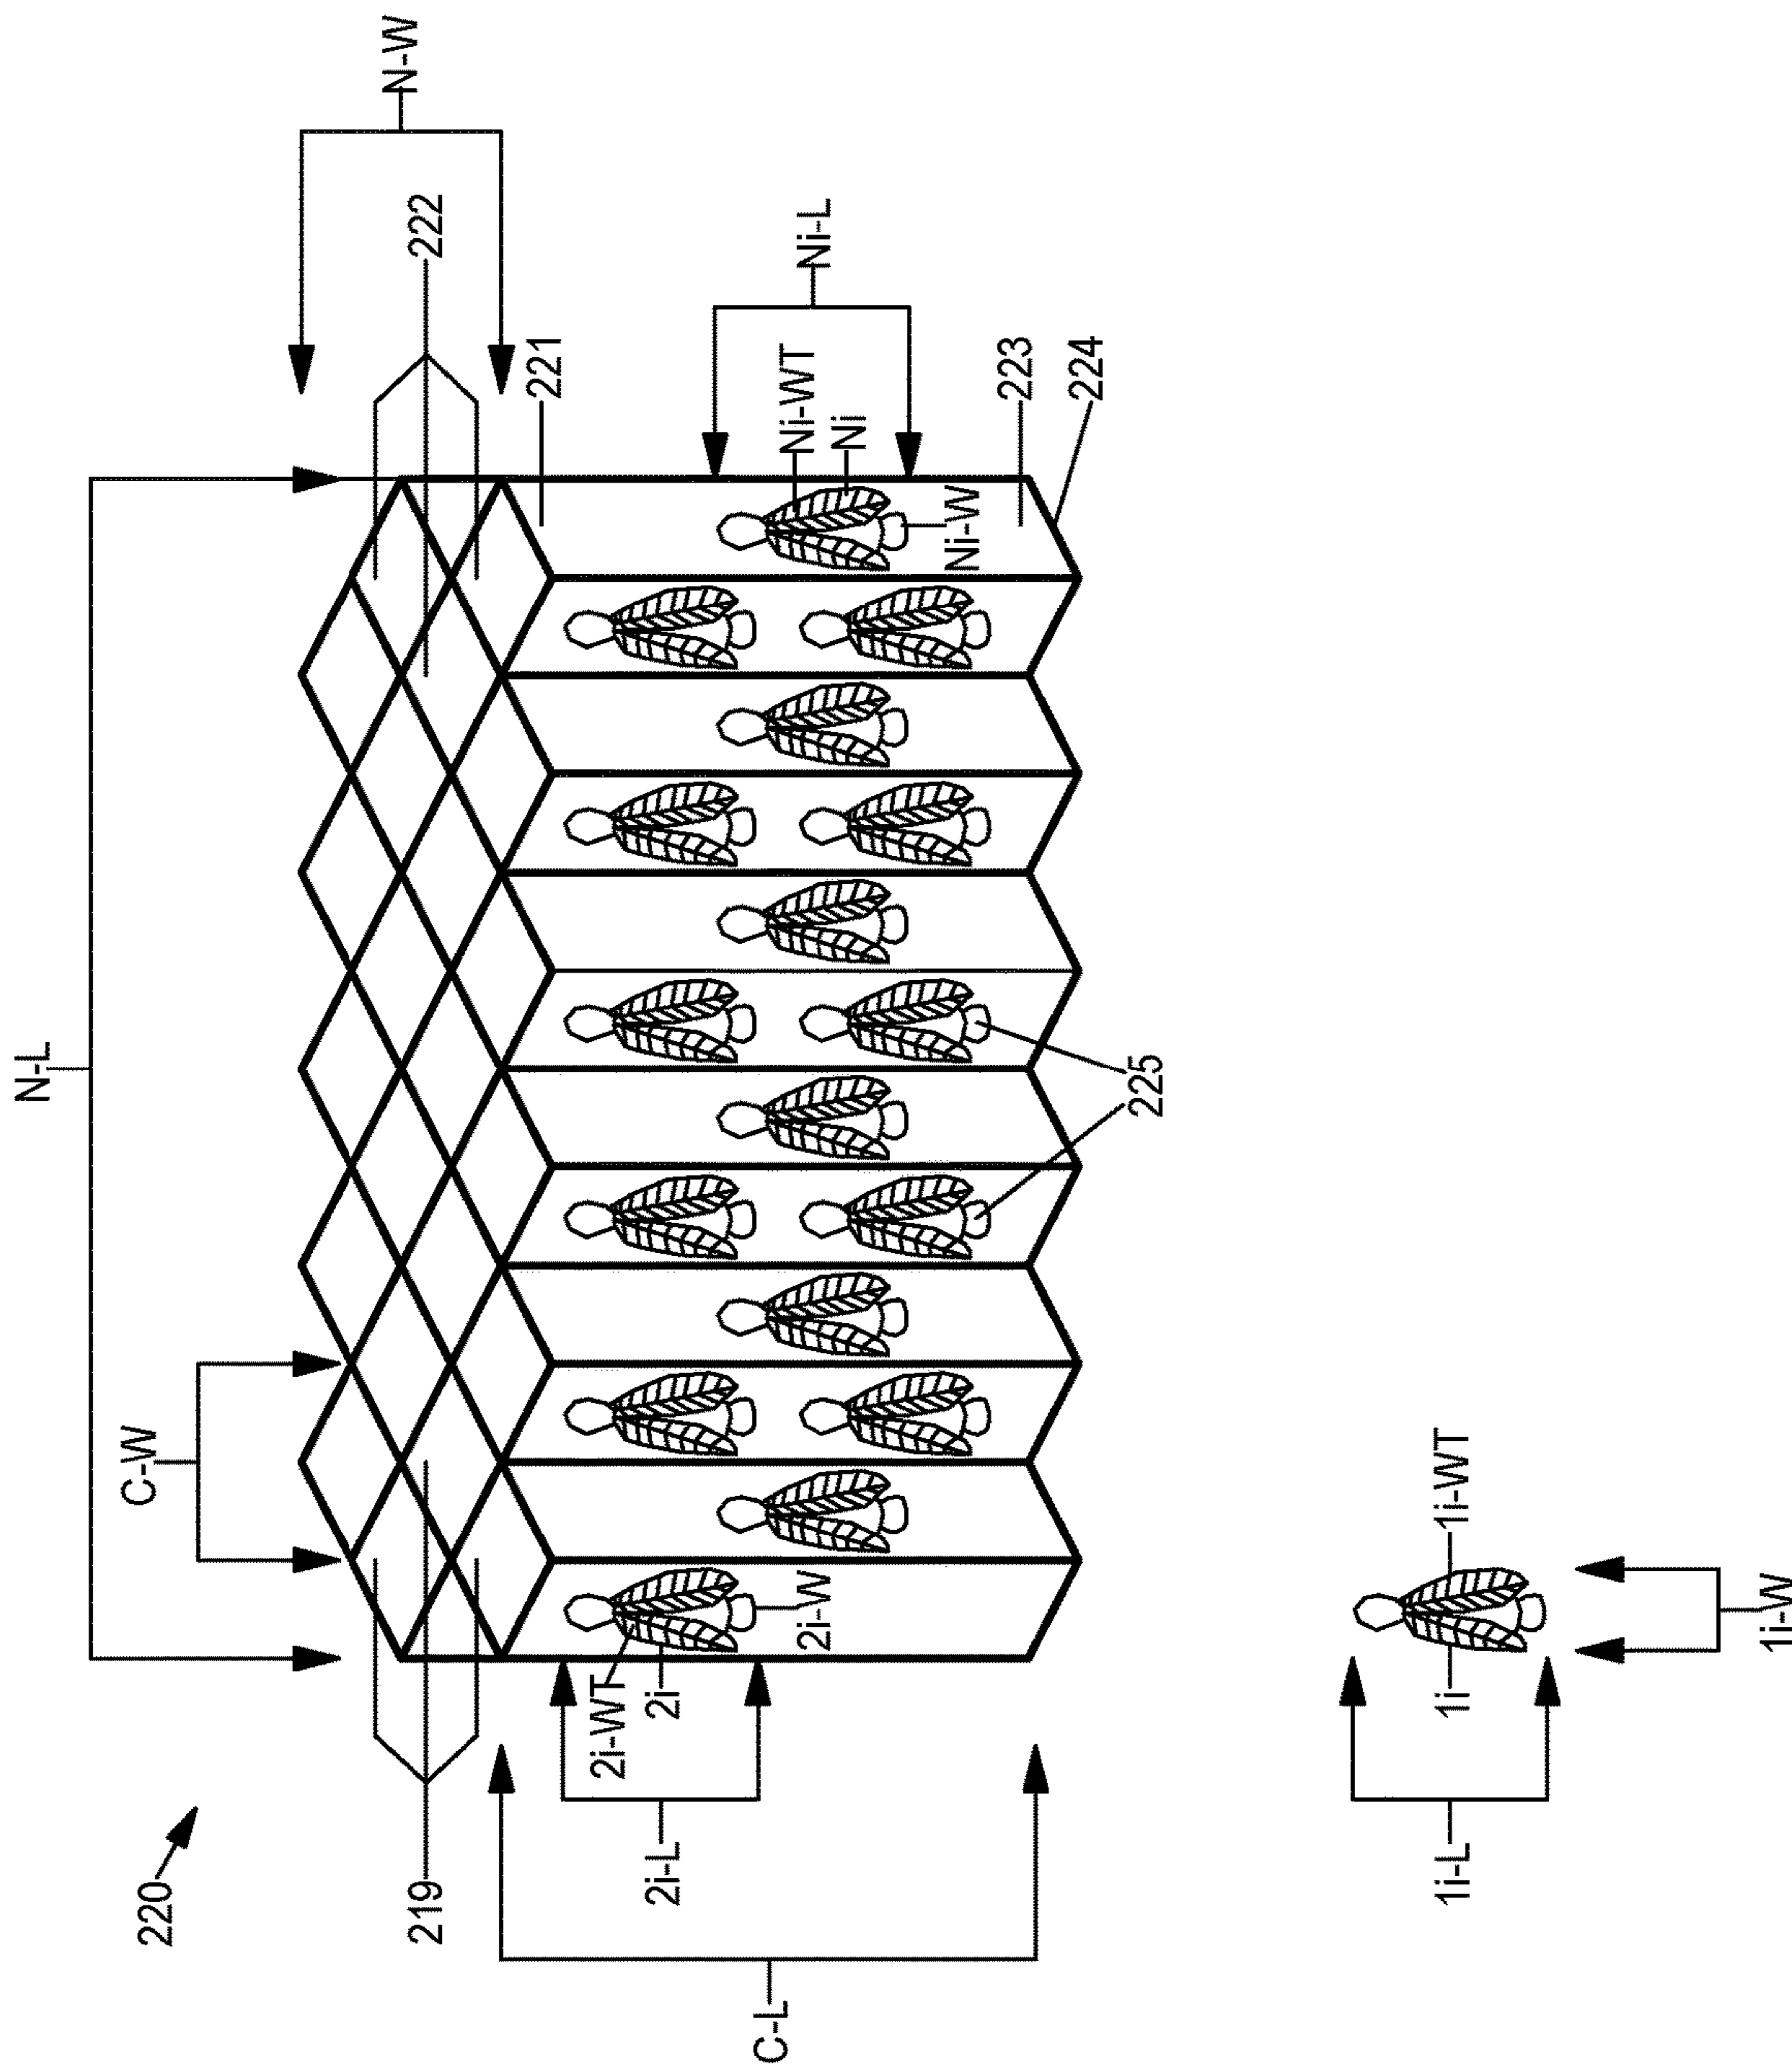 N-L
N-W
C-W
222
219
220
221
Ni-L
Ni-WT
Ni
Ni-W
223
224
2i-WT
2i
2i-W
2i-L
C-L
225
1i-WT
1i
1i-L
1i-W